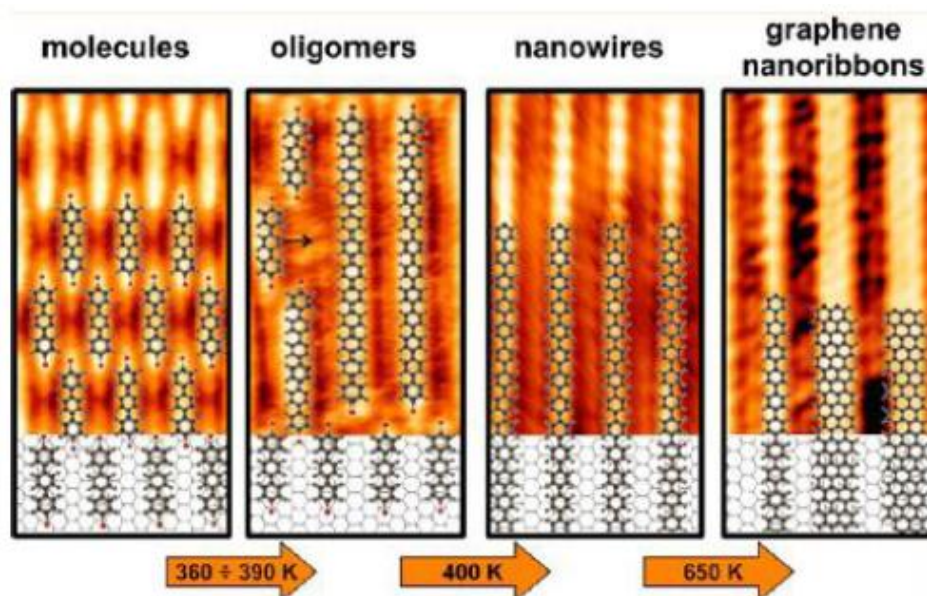 molecules
oligomers
nanowires
graphene
nanoribbons
360 ÷ 390 K
400 K
650 K